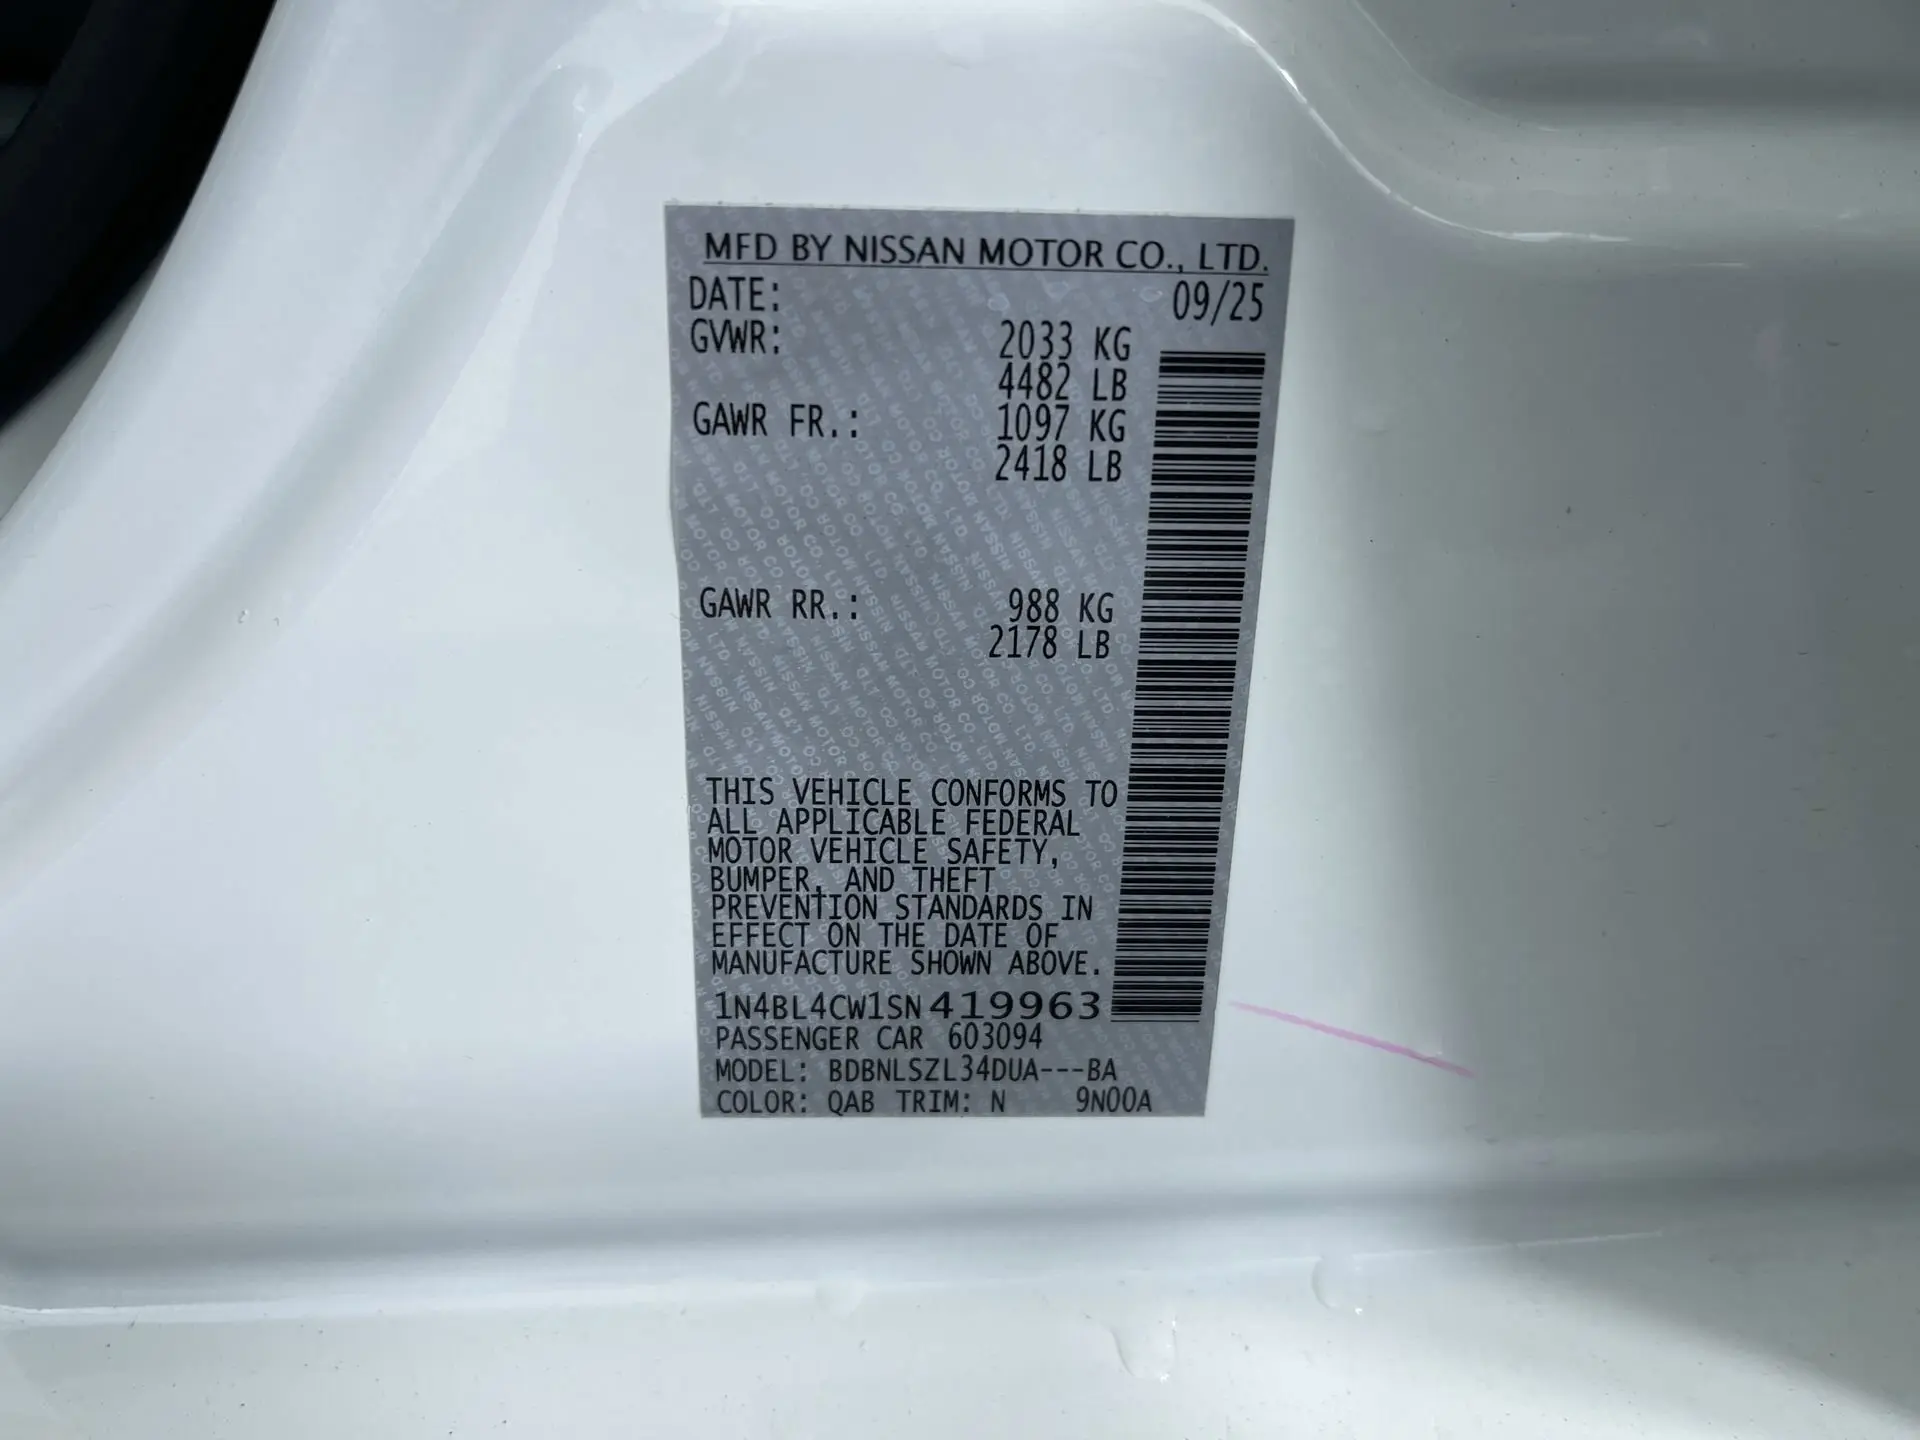 MFD BY NISSAN MOTOR CO., LTD.
DATE: 09/25
GVWR: 2033 KG
4482 LB
GAWR FR.: 1097 KG
2418 LB
GAWR RR.: 988 KG
2178 LB
THIS VEHICLE CONFORMS TO
ALL APPLICABLE FEDERAL
MOTOR VEHICLE SAFETY,
BUMPER, AND THEFT
PREVENTION STANDARDS IN
EFFECT ON THE DATE OF
MANUFACTURE SHOWN ABOVE.
1N4BL4CW1SN419963
PASSENGER CAR 603094
MODEL: BDBNLSZL34DUA---BA
COLOR: QAB TRIM: N 9N00A